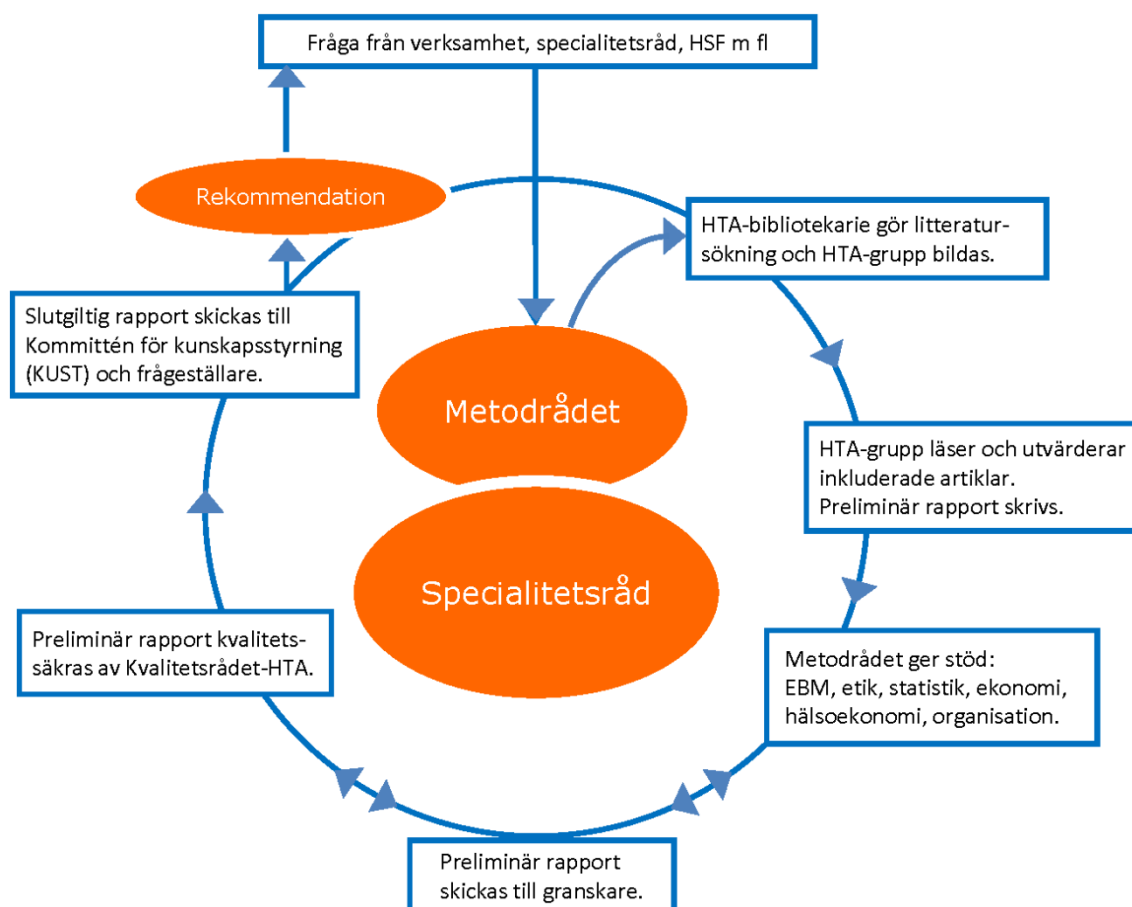 Fråga från verksamhet, specialitetsråd, HSF m fl
Rekommendation
HTA-bibliotekarie gör litteratur-
sökning och HTA-grupp bildas.
Slutgiltig rapport skickas till
Kommittén för kunskapsstyrning
(KUST) och frågeställare.
Metodrådet
HTA-grupp läser och utvärderar
inkluderade artiklar.
Preliminär rapport skrivs.
Specialitetsråd
Preliminär rapport kvalitets-
säkras av Kvalitetsrådet-HTA.
Metodrådet ger stöd:
EBM, etik, statistik, ekonomi,
hälsoekonomi, organisation.
Preliminär rapport
skickas till granskare.